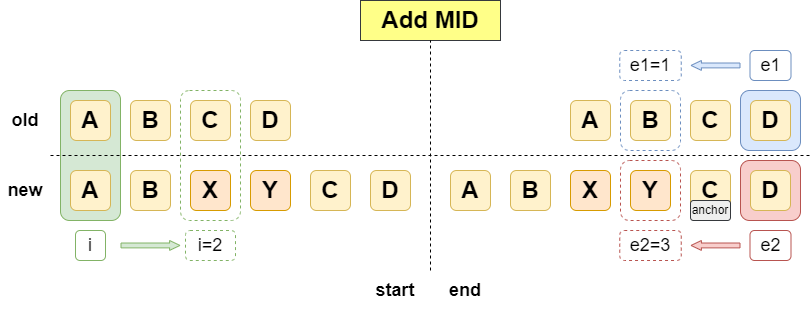 Add MID
e1=1 e1
old A B C D A B C D
new A B X Y C D A B X Y C D
anchor
i i=2 e2=3 e2
start end